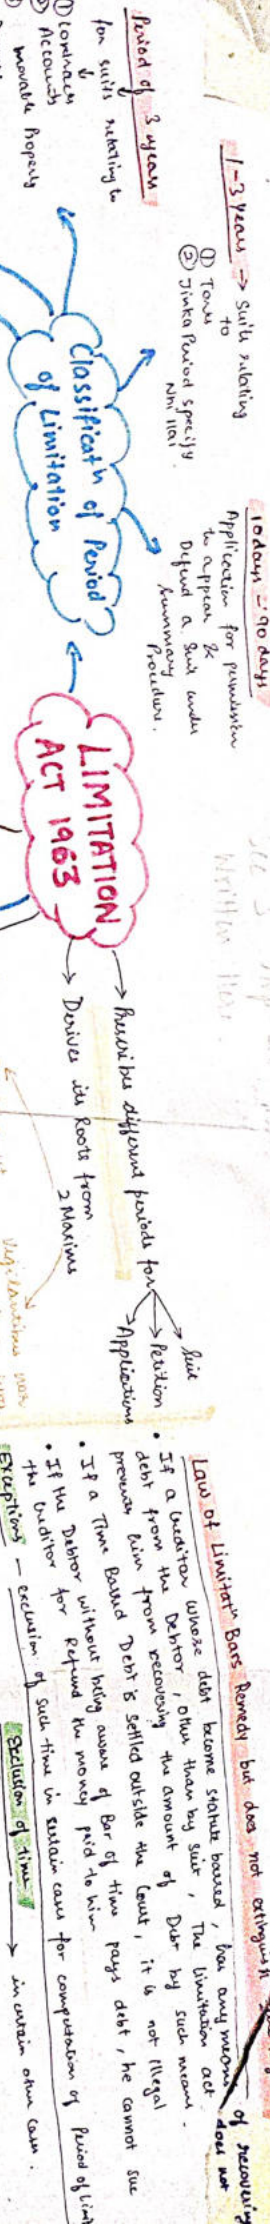 Period of 3 years
for suits relating to
① Contracts
② Accounts
movable Property
1-3 years → Suits relating
to
① Torts
② Jinka Period specify
Nhi Hai.
10 days - 90 days
Application for permission
to appear &
Defend a Suit under
Summary
Procedure.
Classificatn of Period
of Limitation
LIMITATION
ACT 1963
written here.
Prescribes different periods for
Suit
Petition
Applications
Derives its Roots from
2 Maxims
Law of Limitatn Bars Remedy but does not extinguish
• If a Creditor whose debt become statute barred, has any means of recovering
debt from the Debtor, other than by suit, The limitation act does not
prevents him from recovering the amount of Debt by such means.
• If a Time Barred Debt is settled outside the Court, it is not illegal
• If the Debtor without being aware of Bar of time pays debt, he cannot sue
the Creditor for Refund the money paid to him
Exceptions - exclusion of such time in certain cases for computation of Period of Limit
Exclusion of time → in certain other cases.